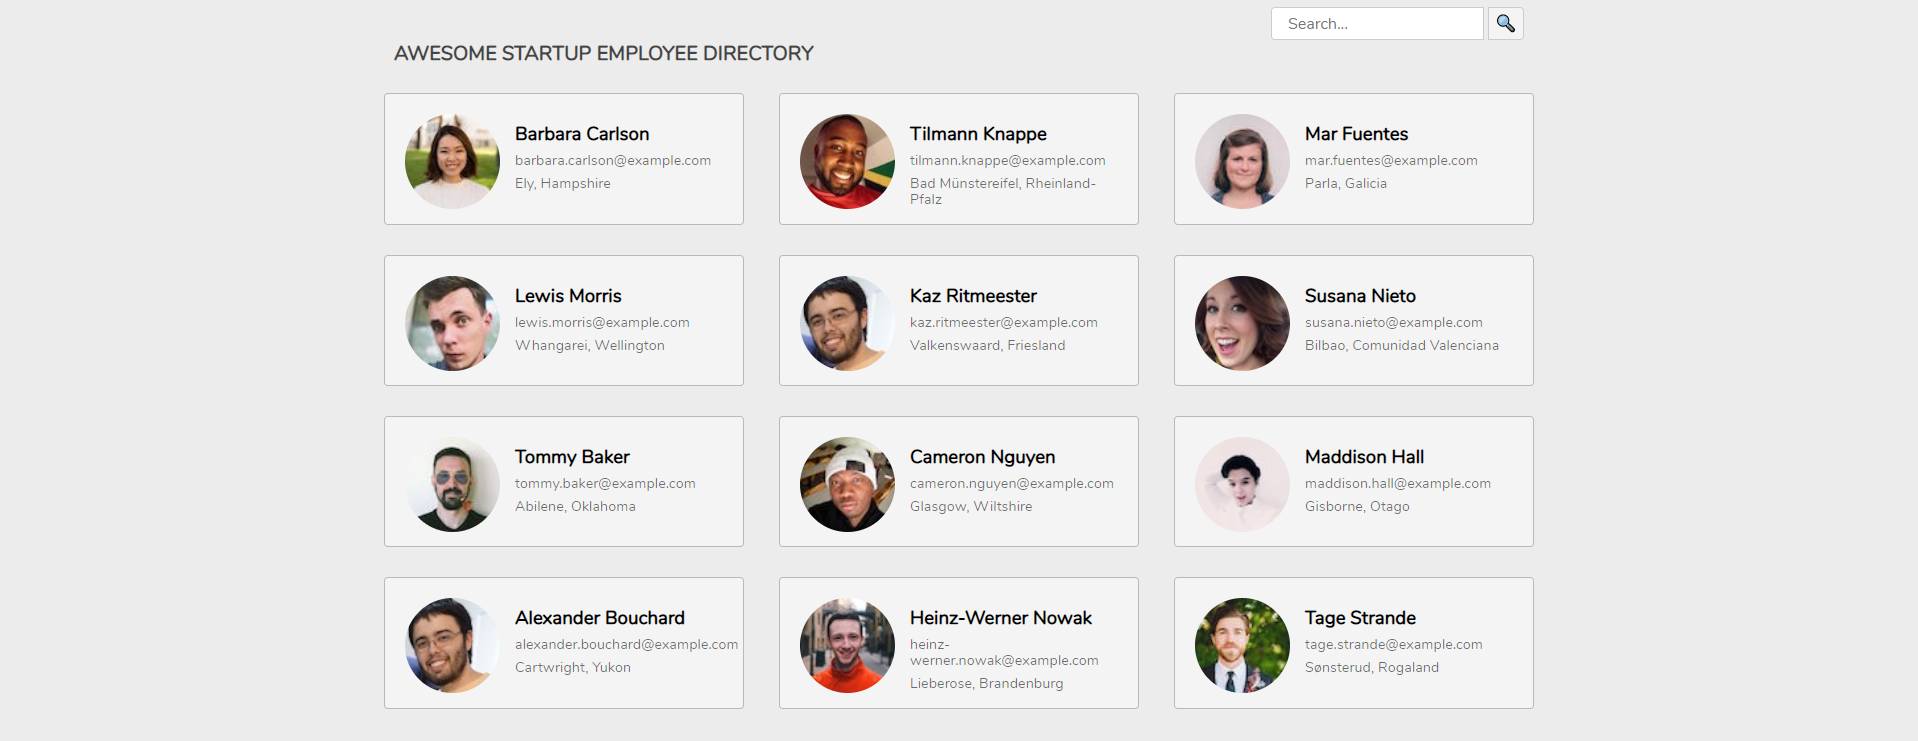 Search...
AWESOME STARTUP EMPLOYEE DIRECTORY
Barbara Carlson
barbara.carlson@example.com
Ely, Hampshire
Tilmann Knappe
tilmann.knappe@example.com
Bad Münstereifel, Rheinland-
Pfalz
Mar Fuentes
mar.fuentes@example.com
Parla, Galicia
Lewis Morris
lewis.morris@example.com
Whangarei, Wellington
Kaz Ritmeester
kaz.ritmeester@example.com
Valkenswaard, Friesland
Susana Nieto
susana.nieto@example.com
Bilbao, Comunidad Valenciana
Tommy Baker
tommy.baker@example.com
Abilene, Oklahoma
Cameron Nguyen
cameron.nguyen@example.com
Glasgow, Wiltshire
Maddison Hall
maddison.hall@example.com
Gisborne, Otago
Alexander Bouchard
alexander.bouchard@example.com
Cartwright, Yukon
Heinz-Werner Nowak
heinz-
werner.nowak@example.com
Lieberose, Brandenburg
Tage Strande
tage.strande@example.com
Sønsterud, Rogaland